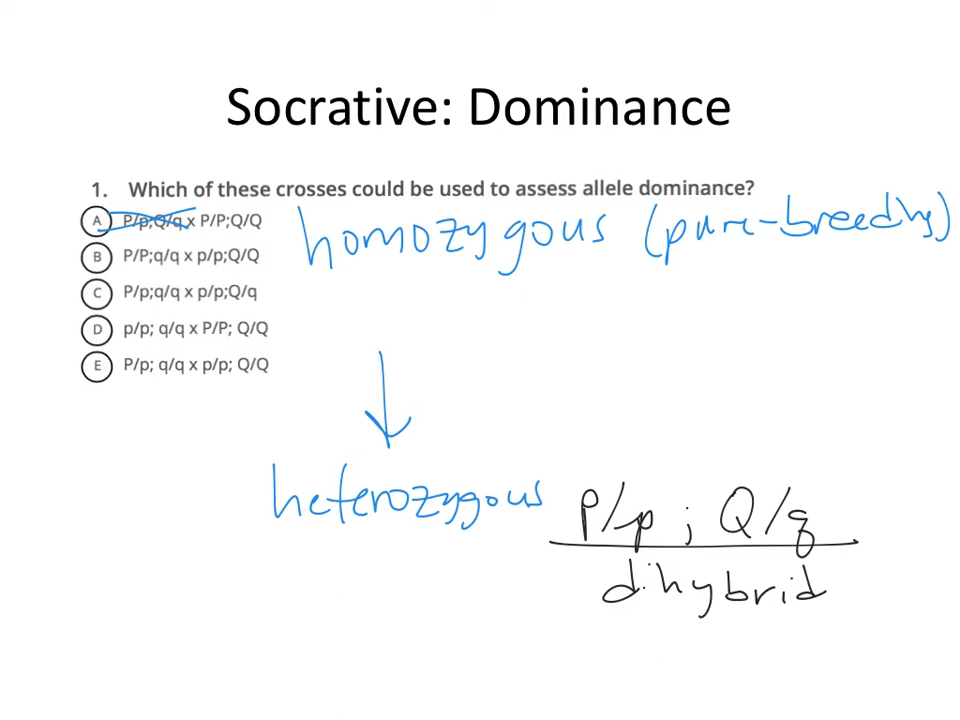 Socrative: Dominance
1. Which of these crosses could be used to assess allele dominance?
A P/p;Q/q x P/P;Q/Q
homozygous (pure-breeding)
B P/P;q/q x p/p;Q/Q
C P/p;q/q x p/p;Q/q
D p/p; q/q x P/P; Q/Q
E P/p; q/q x p/p; Q/Q
heterozygous P/p ; Q/q
dihybrid